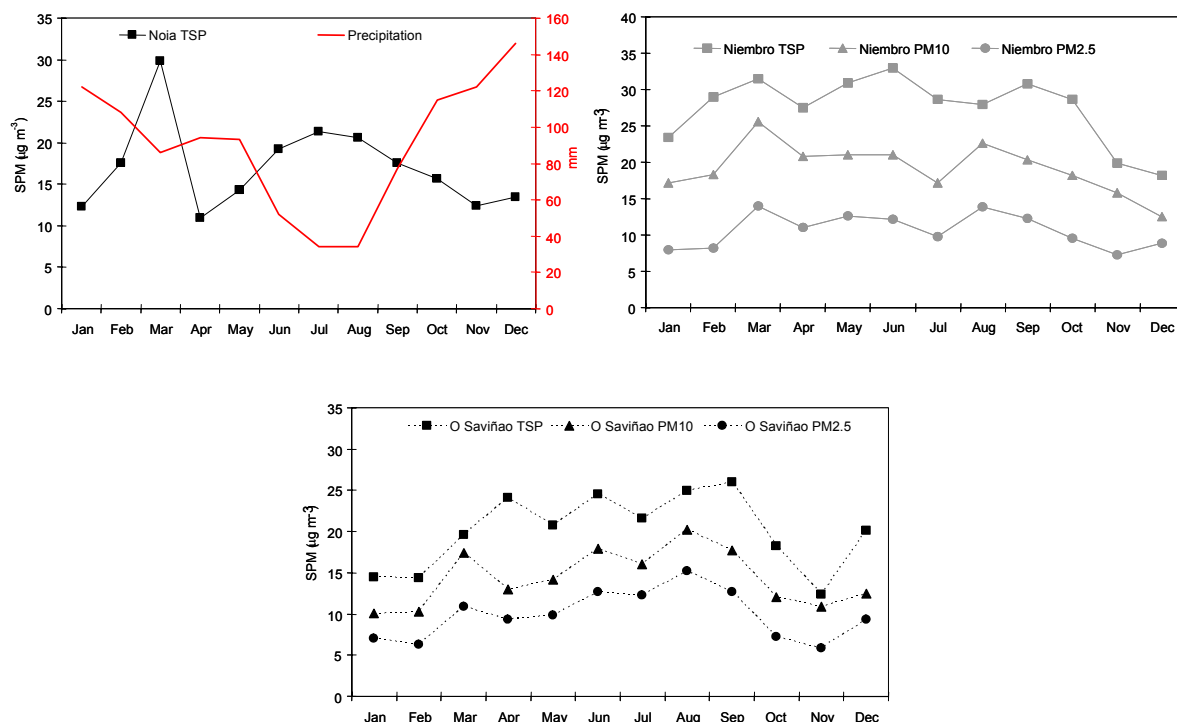 Noia TSP
Precipitation
SPM (µg m-3)
35
30
25
20
15
10
5
0
160
140
120
100
80
60
40
20
0
mm
Jan Feb Mar Apr May Jun Jul Aug Sep Oct Nov Dec
Niembro TSP
Niembro PM10
Niembro PM2.5
SPM (µg m-3)
40
35
30
25
20
15
10
5
0
Jan Feb Mar Apr May Jun Jul Aug Sep Oct Nov Dec
O Saviñao TSP
O Saviñao PM10
O Saviñao PM2.5
SPM (µg m-3)
35
30
25
20
15
10
5
0
Jan Feb Mar Apr May Jun Jul Aug Sep Oct Nov Dec